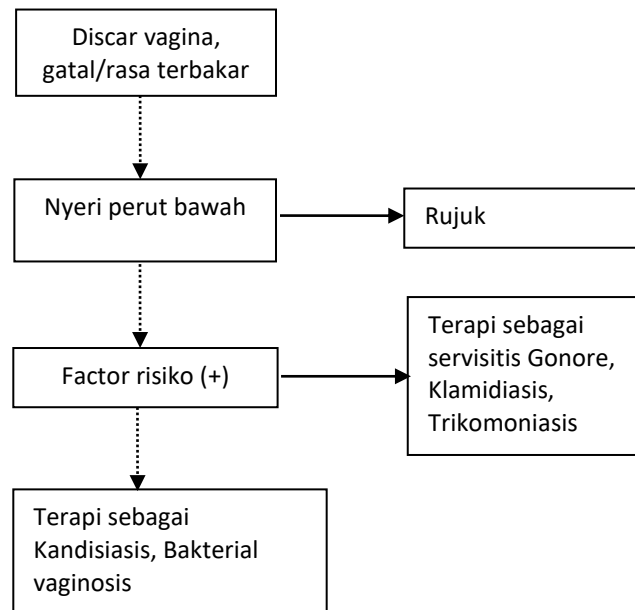 Discar vagina,
gatal/rasa terbakar
Nyeri perut bawah
Rujuk
Factor risiko (+)
Terapi sebagai
servisitis Gonore,
Klamidiasis,
Trikomoniasis
Terapi sebagai
Kandisiasis, Bakterial
vaginosis